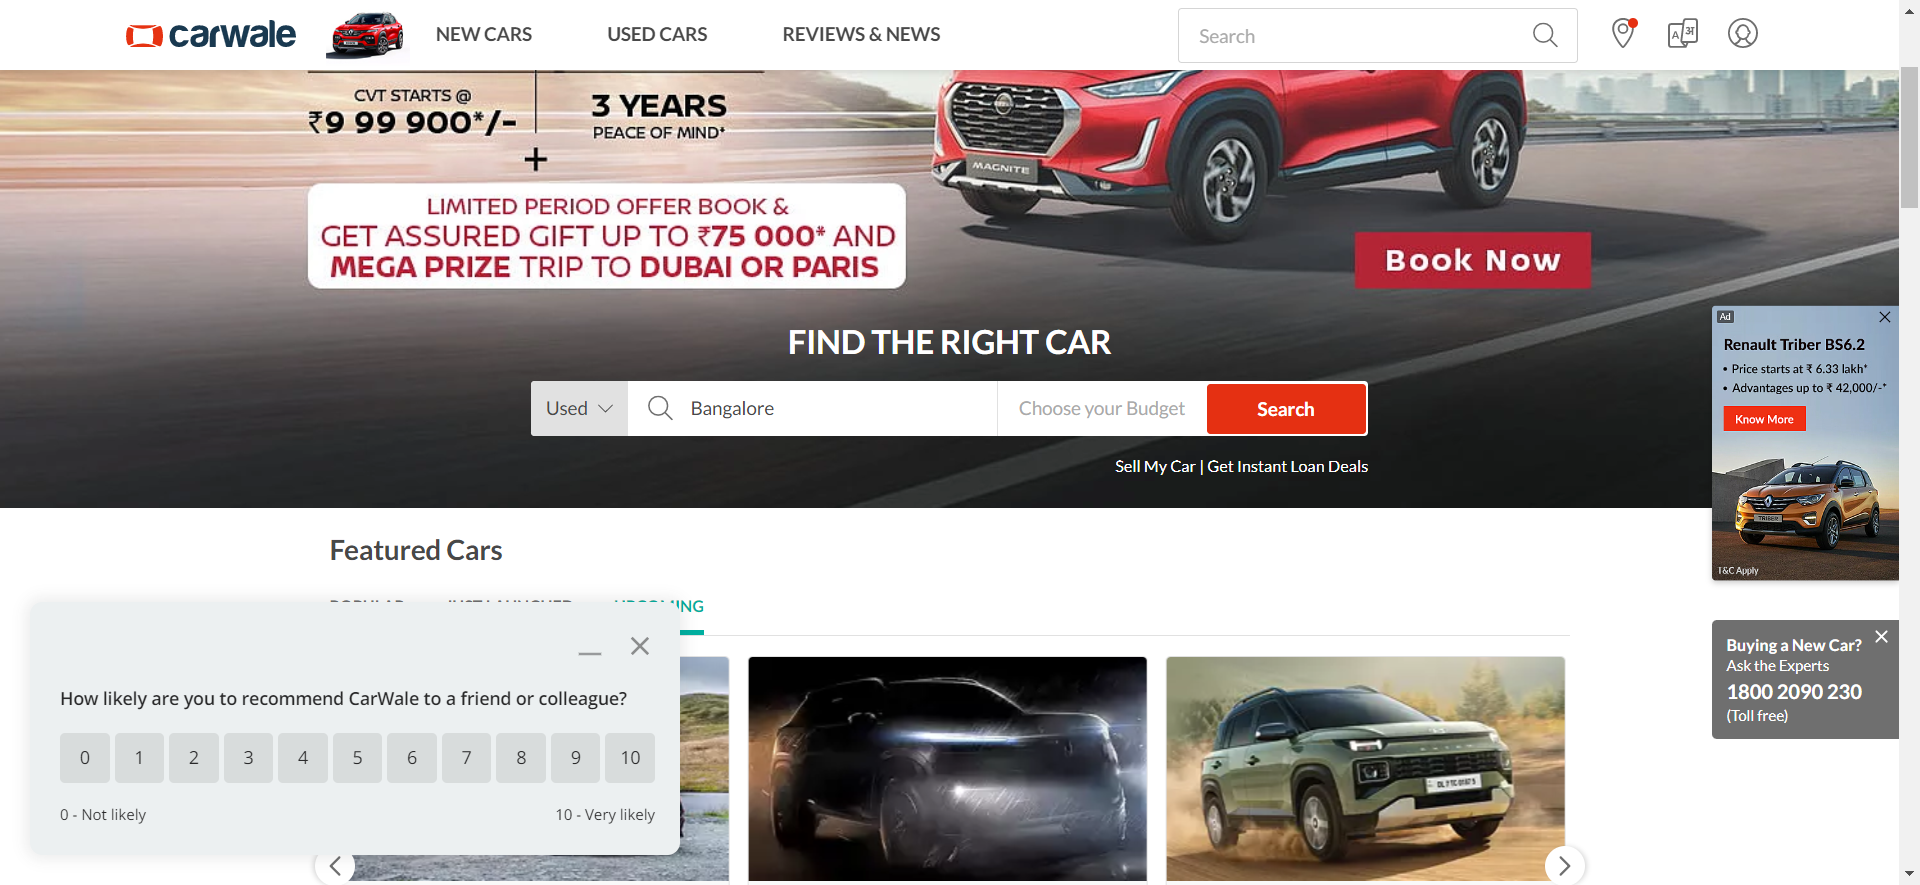 carwale
NEW CARS
USED CARS
REVIEWS & NEWS
Search
CVT STARTS @
₹9 99 900*/-
3 YEARS
PEACE OF MIND*
+
LIMITED PERIOD OFFER BOOK &
GET ASSURED GIFT UP TO ₹75 000* AND
MEGA PRIZE TRIP TO DUBAI OR PARIS
MAGNITE
Book Now
FIND THE RIGHT CAR
Used
Bangalore
Choose your Budget
Search
Sell My Car | Get Instant Loan Deals
Ad
Renault Triber BS6.2
• Price starts at ₹ 6.33 lakh*
• Advantages up to ₹ 42,000/-*
Know More
TRIBER
T&C Apply
Featured Cars
UPCOMING
How likely are you to recommend CarWale to a friend or colleague?
0 1 2 3 4 5 6 7 8 9 10
0 - Not likely
10 - Very likely
Buying a New Car?
Ask the Experts
1800 2090 230
(Toll free)